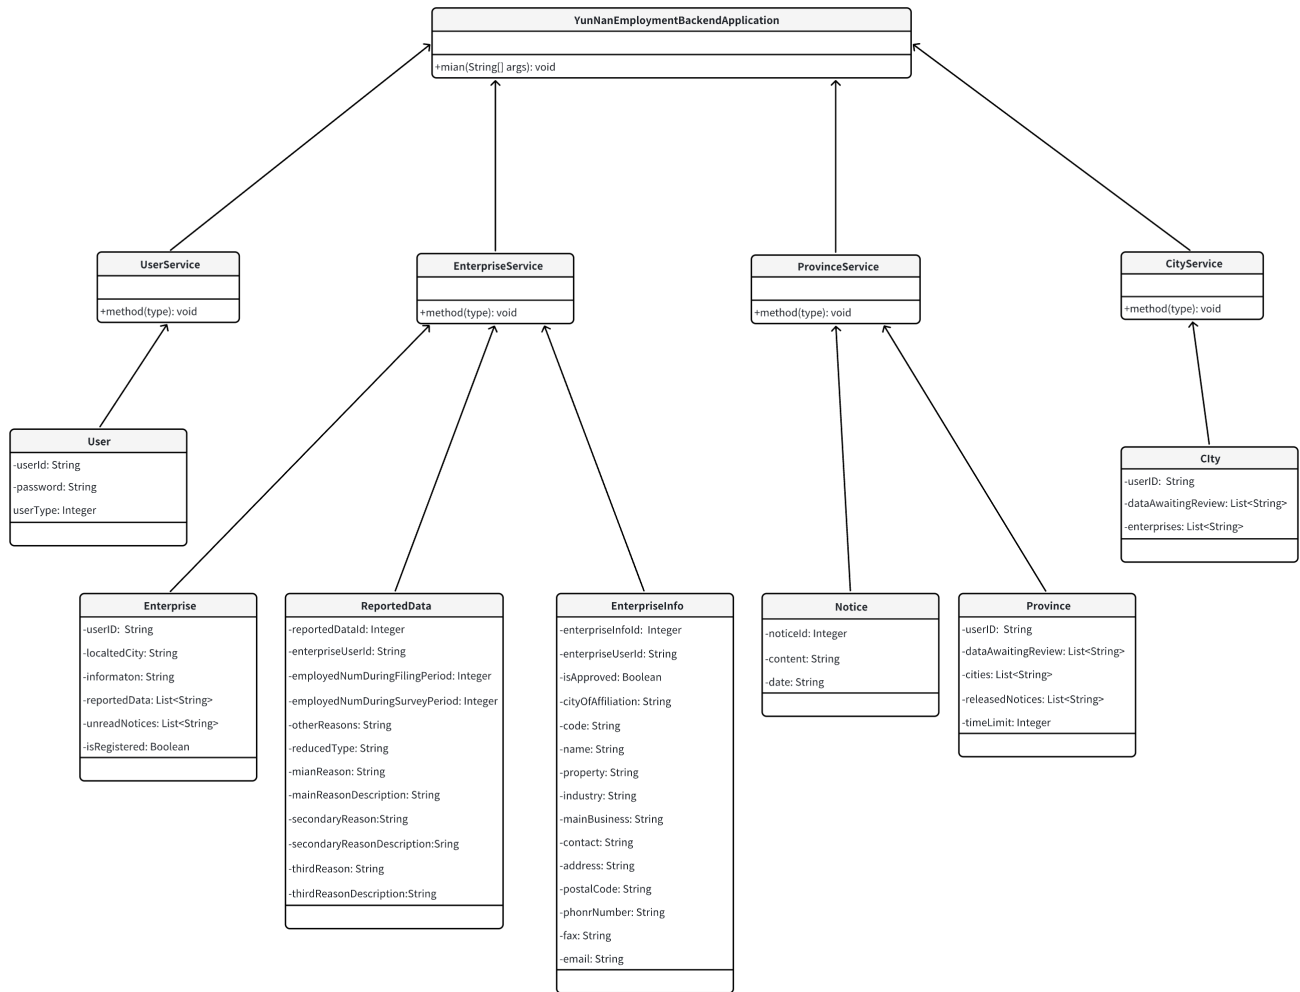 YunNanEmploymentBackendApplication
+mian(String[] args): void
UserService
+method(type): void
EnterpriseService
+method(type): void
ProvinceService
+method(type): void
CityService
+method(type): void
User
-userId: String
-password: String
userType: Integer
CIty
-userID: String
-dataAwaitingReview: List<String>
-enterprises: List<String>
Enterprise
-userID: String
-localtedCity: String
-informaton: String
-reportedData: List<String>
-unreadNotices: List<String>
-isRegistered: Boolean
ReportedData
-reportedDataId: Integer
-enterpriseUserId: String
-employedNumDuringFilingPeriod: Integer
-employedNumDuringSurveyPeriod: Integer
-otherReasons: String
-reducedType: String
-mianReason: String
-mainReasonDescription: String
-secondaryReason:String
-secondaryReasonDescription:Sring
-thirdReason: String
-thirdReasonDescription:String
EnterpriseInfo
-enterpriseInfoId: Integer
-enterpriseUserId: String
-isApproved: Boolean
-cityOfAffiliation: String
-code: String
-name: String
-property: String
-industry: String
-mainBusiness: String
-contact: String
-address: String
-postalCode: String
-phonrNumber: String
-fax: String
-email: String
Notice
-noticeId: Integer
-content: String
-date: String
Province
-userID: String
-dataAwaitingReview: List<String>
-cities: List<String>
-releasedNotices: List<String>
-timeLimit: Integer